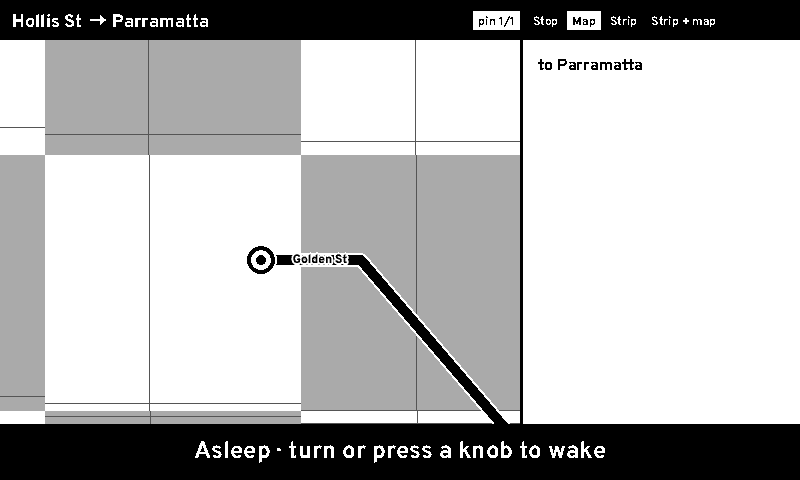 Hollis St → Parramatta
pin 1/1 Stop Map Strip Strip + map
to Parramatta
Golden St
Asleep · turn or press a knob to wake